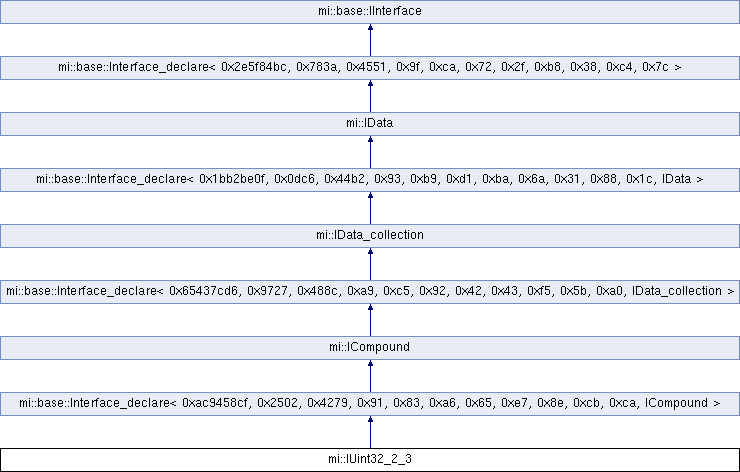 mi::base::IInterface
mi::base::Interface_declare< 0x2e5f84bc, 0x783a, 0x4551, 0x9f, 0xca, 0x72, 0x2f, 0xb8, 0x38, 0xc4, 0x7c >
mi::IData
mi::base::Interface_declare< 0x1bb2be0f, 0x0dc6, 0x44b2, 0x93, 0xb9, 0xd1, 0xba, 0x6a, 0x31, 0x88, 0x1c, IData >
mi::IData_collection
mi::base::Interface_declare< 0x65437cd6, 0x9727, 0x488c, 0xa9, 0xc5, 0x92, 0x42, 0x43, 0xf5, 0x5b, 0xa0, IData_collection >
mi::ICompound
mi::base::Interface_declare< 0xac9458cf, 0x2502, 0x4279, 0x91, 0x83, 0xa6, 0x65, 0xe7, 0x8e, 0xcb, 0xca, ICompound >
mi::IUint32_2_3